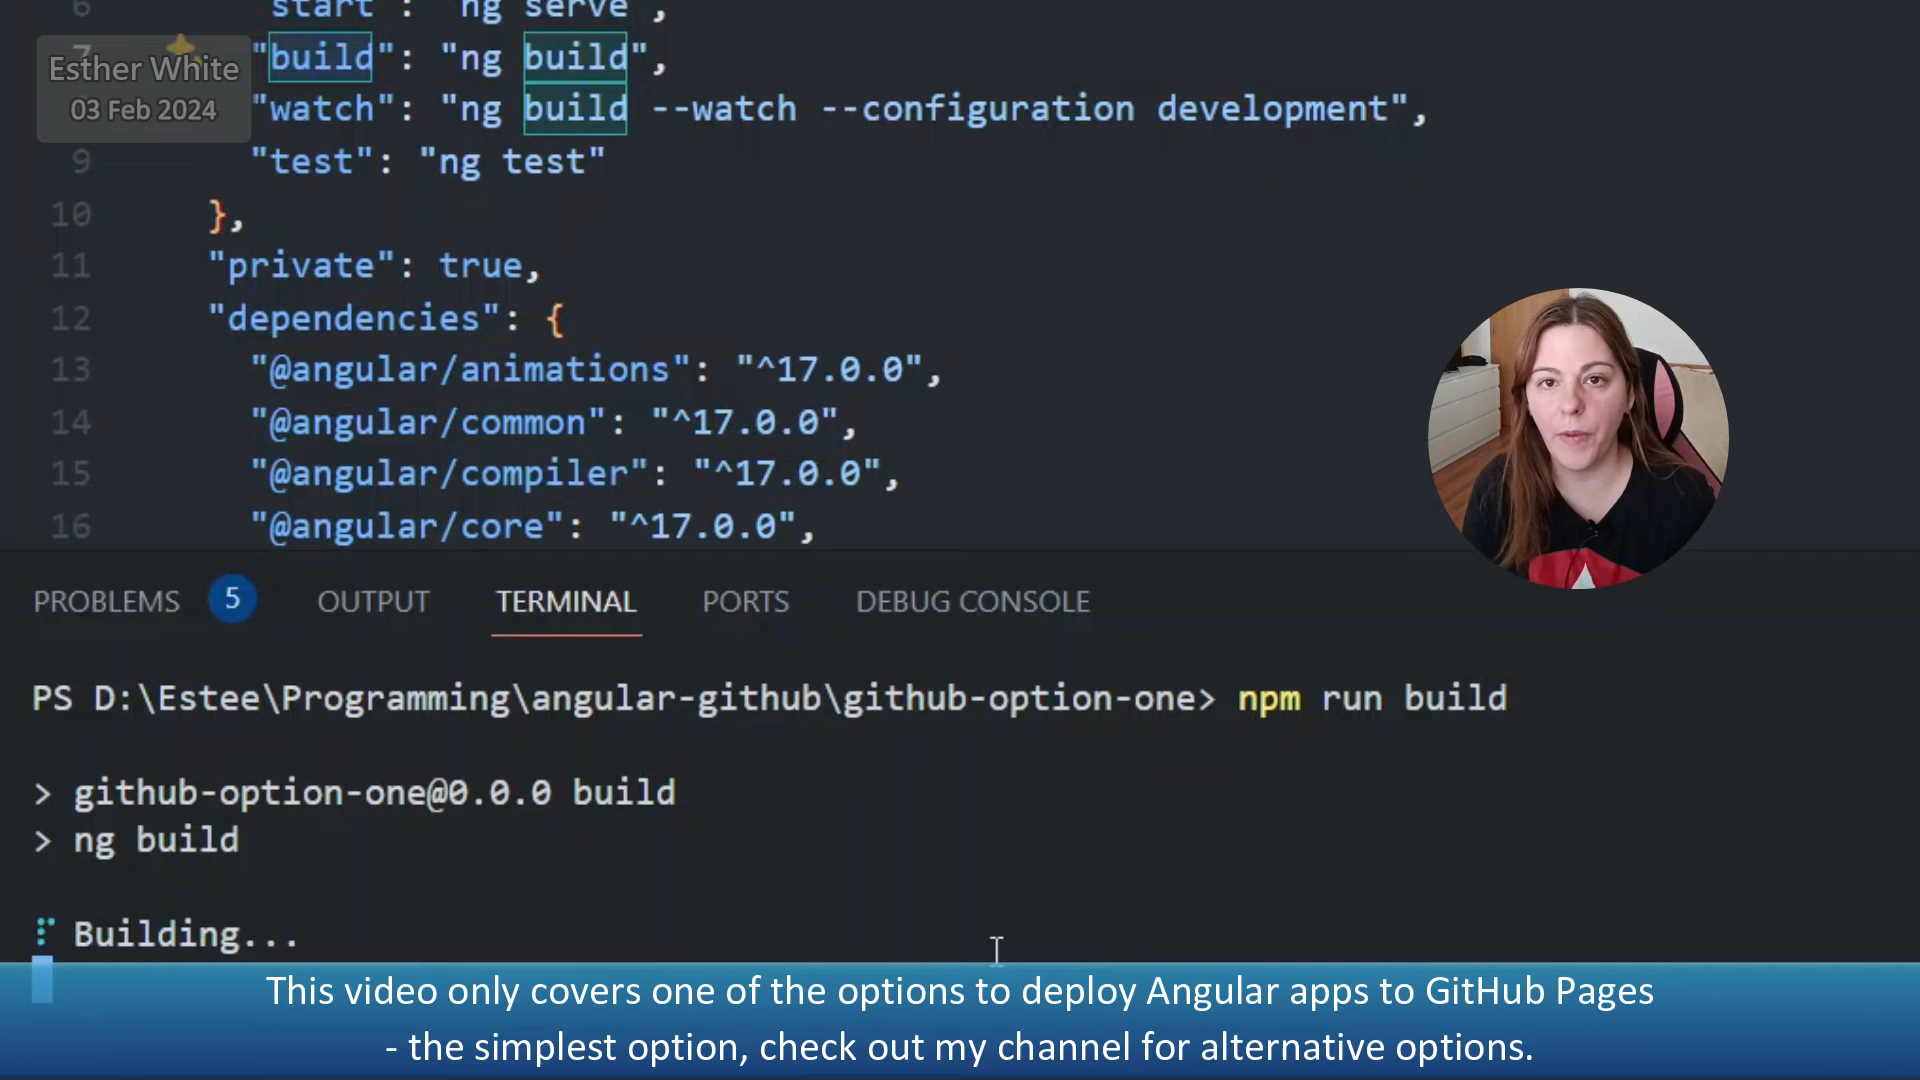 6 "start": "ng serve",
7 "build": "ng build",
"watch": "ng build --watch --configuration development",
9 "test": "ng test"
10 },
11 "private": true,
12 "dependencies": {
13 "@angular/animations": "^17.0.0",
14 "@angular/common": "^17.0.0",
15 "@angular/compiler": "^17.0.0",
16 "@angular/core": "^17.0.0",
Esther White
03 Feb 2024
PROBLEMS 5 OUTPUT TERMINAL PORTS DEBUG CONSOLE
PS D:\Estee\Programming\angular-github\github-option-one> npm run build
> github-option-one@0.0.0 build
> ng build
Building...
This video only covers one of the options to deploy Angular apps to GitHub Pages
- the simplest option, check out my channel for alternative options.